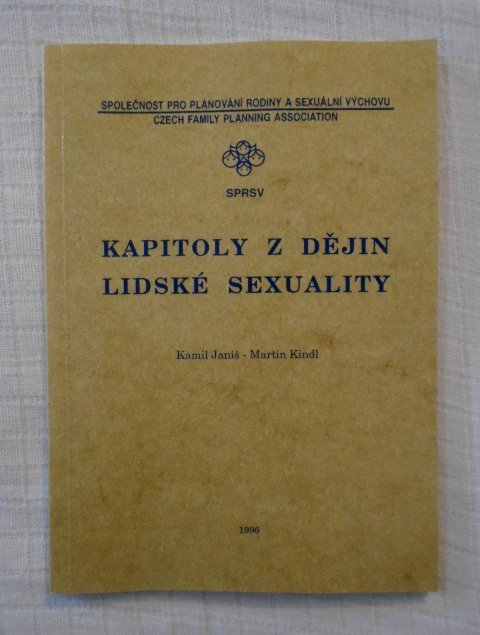 SPOLEČNOST PRO PLÁNOVÁNÍ RODINY A SEXUÁLNÍ VÝCHOVU
CZECH FAMILY PLANNING ASSOCIATION
SPRSV
KAPITOLY Z DĚJIN
LIDSKÉ SEXUALITY
Kamil Janiš - Martin Kindl
1996